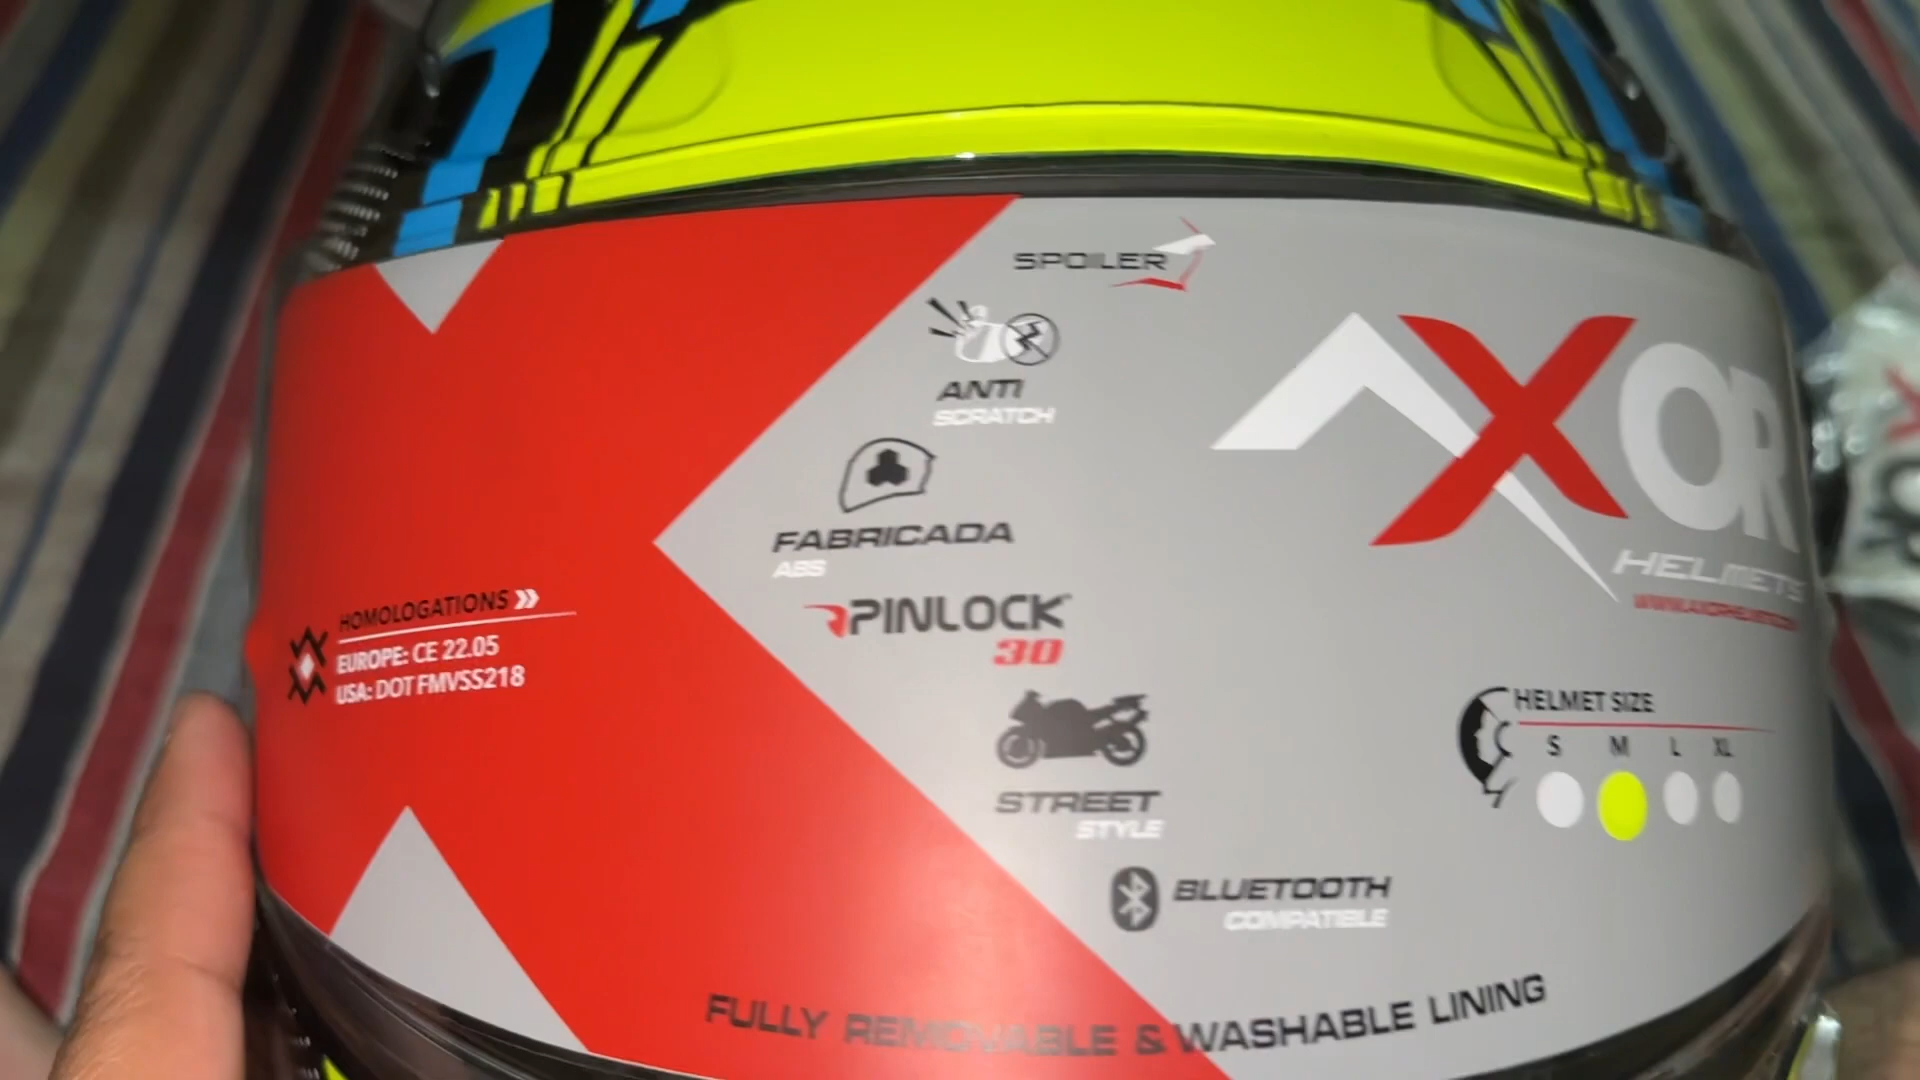 SPOILER
ANTI
SCRATCH
FABRICADA
ABS
PINLOCK
30
STREET
STYLE
BLUETOOTH
COMPATIBLE
FULLY REMOVABLE & WASHABLE LINING
HOMOLOGATIONS
EUROPE: CE 22.05
USA: DOT FMVSS218
AXOR
HELMETS
HELMET SIZE
S M L XL